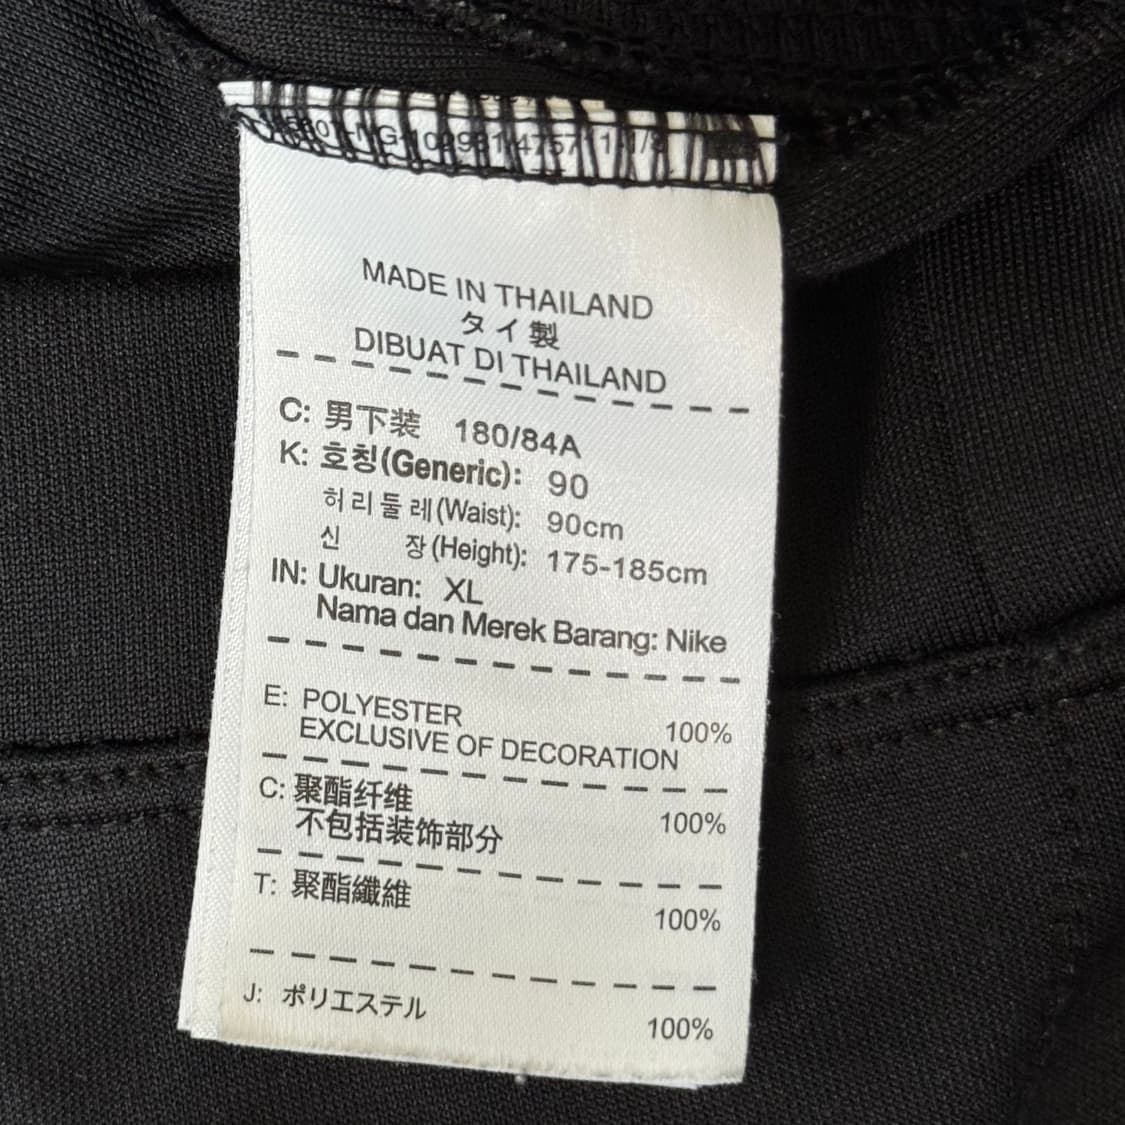 MADE IN THAILAND
タイ製
DIBUAT DI THAILAND
C: 男下装 180/84A
K: 호칭(Generic): 90
허리둘레(Waist): 90cm
신 장(Height): 175-185cm
IN: Ukuran: XL
Nama dan Merek Barang: Nike
E: POLYESTER 100%
EXCLUSIVE OF DECORATION
C: 聚酯纤维 100%
不包括装饰部分
T: 聚酯纖維 100%
J: ポリエステル 100%